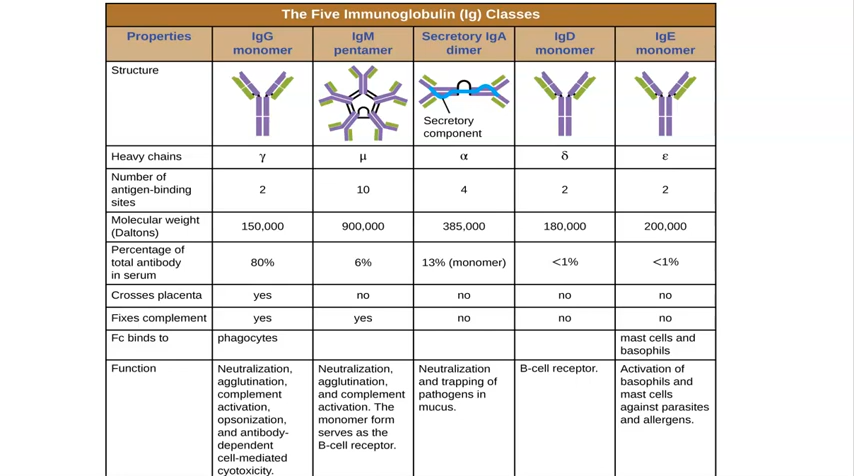 The Five Immunoglobulin (Ig) Classes
Properties
IgG
monomer
IgM
pentamer
Secretory IgA
dimer
IgD
monomer
IgE
monomer
Structure
Secretory
component
Heavy chains
γ
μ
α
δ
ε
Number of
antigen-binding
sites
2
10
4
2
2
Molecular weight
(Daltons)
150,000
900,000
385,000
180,000
200,000
Percentage of
total antibody
in serum
80%
6%
13% (monomer)
<1%
<1%
Crosses placenta
yes
no
no
no
no
Fixes complement
yes
yes
no
no
no
Fc binds to
phagocytes
mast cells and
basophils
Function
Neutralization,
agglutination,
complement
activation,
opsonization,
and antibody-
dependent
cell-mediated
cyotoxicity.
Neutralization,
agglutination,
and complement
activation. The
monomer form
serves as the
B-cell receptor.
Neutralization
and trapping of
pathogens in
mucus.
B-cell receptor.
Activation of
basophils and
mast cells
against parasites
and allergens.